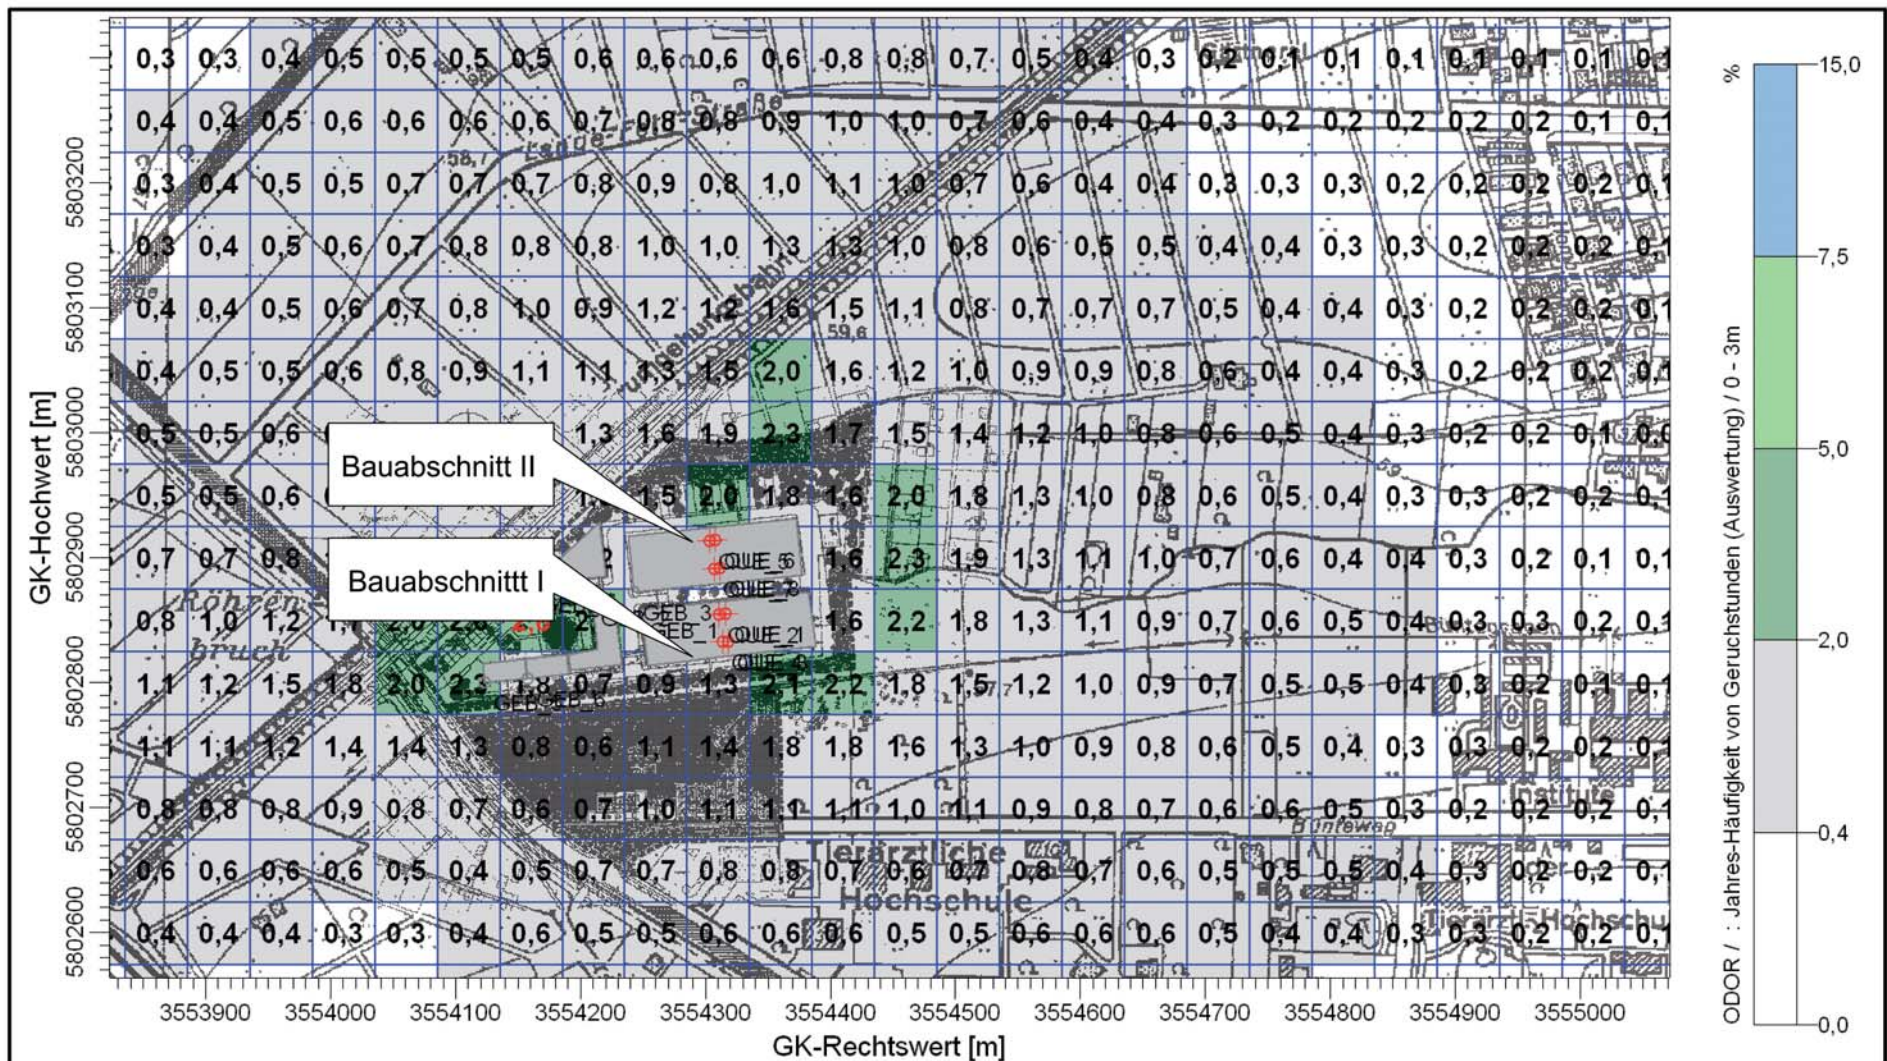 0,3 0,3 0,4 0,5 0,5 0,5 0,5 0,6 0,6 0,6 0,6 0,8 0,8 0,7 0,5 0,4 0,3 0,2 0,1 0,1 0,1 0,1 0,1 0,1
0,4 0,4 0,5 0,6 0,6 0,6 0,6 0,7 0,8 0,8 0,9 1,0 1,0 0,7 0,6 0,4 0,4 0,3 0,2 0,2 0,2 0,2 0,2 0,1
58,7
0,3 0,4 0,5 0,5 0,7 0,7 0,7 0,8 0,9 0,8 1,0 1,1 1,0 0,7 0,6 0,4 0,4 0,3 0,3 0,3 0,2 0,2 0,2 0,2
0,3 0,4 0,5 0,6 0,7 0,8 0,8 0,8 1,0 1,0 1,3 1,3 1,0 0,8 0,6 0,5 0,5 0,4 0,4 0,3 0,3 0,2 0,2 0,2
0,4 0,4 0,5 0,6 0,7 0,8 1,0 0,9 1,2 1,2 1,6 1,5 1,1 0,8 0,7 0,7 0,7 0,5 0,4 0,4 0,3 0,2 0,2 0,2
59,6
0,4 0,5 0,5 0,6 0,8 0,9 1,1 1,1 1,3 1,5 2,0 1,6 1,2 1,0 0,9 0,9 0,8 0,6 0,4 0,4 0,3 0,2 0,2 0,2
0,5 0,5 0,6 1,3 1,6 1,9 2,3 1,7 1,5 1,4 1,2 1,0 0,8 0,6 0,5 0,4 0,3 0,2 0,2 0,1
Bauabschnitt II
0,5 0,5 0,6 1,5 2,0 1,8 1,6 2,0 1,8 1,3 1,0 0,8 0,6 0,5 0,4 0,3 0,3 0,2 0,2
0,7 0,7 0,8 1,6 2,3 1,9 1,3 1,1 1,0 0,7 0,6 0,4 0,4 0,3 0,2 0,1
Bauabschnittt I
Röhren-
GEB_3
0,8 1,0 1,2 1,6 2,2 1,8 1,3 1,1 0,9 0,7
GEB_1
bruch
1,1 1,2 1,5 1,8 2,0 2,3 1,8 0,7 0,9 1,3 2,1 2,2 1,8 1,5 1,2 1,0 0,9 0,7 0,5 0,5 0,4 0,3 0,2 0,1
GEB_6
1,1 1,1 1,2 1,4 1,4 1,3 0,8 0,6 1,1 1,4 1,8 1,8 1,6 1,3 1,0 0,9 0,8 0,6 0,5 0,4 0,3 0,3 0,2 0,2
0,8 0,8 0,8 0,9 0,8 0,7 0,6 0,7 1,0 1,1 1,1 1,1 1,0 1,1 0,9 0,8 0,7 0,6 0,6 0,5 0,3 0,2 0,2 0,2
Institute
Bünteweg
Tierärztliche
0,6 0,6 0,6 0,6 0,5 0,4 0,5 0,7 0,7 0,8 0,8 0,7 0,6 0,7 0,8 0,7 0,6 0,5 0,5 0,5 0,4 0,3 0,2 0,2
der
Hochschule
0,4 0,4 0,4 0,3 0,3 0,4 0,6 0,5 0,5 0,6 0,6 0,6 0,5 0,5 0,6 0,6 0,6 0,5 0,4 0,4 0,3 0,3 0,2 0,2
3553900 3554000 3554100 3554200 3554300 3554400 3554500 3554600 3554700 3554800 3554900 3555000
GK-Rechtswert [m]
GK-Hochwert [m]
5803200
5803100
5803000
5802900
5802800
5802700
5802600
%
15,0
7,5
5,0
2,0
0,4
0,0
ODOR / : Jahres-Häufigkeit von Geruchstunden (Auswertung) / 0 - 3m